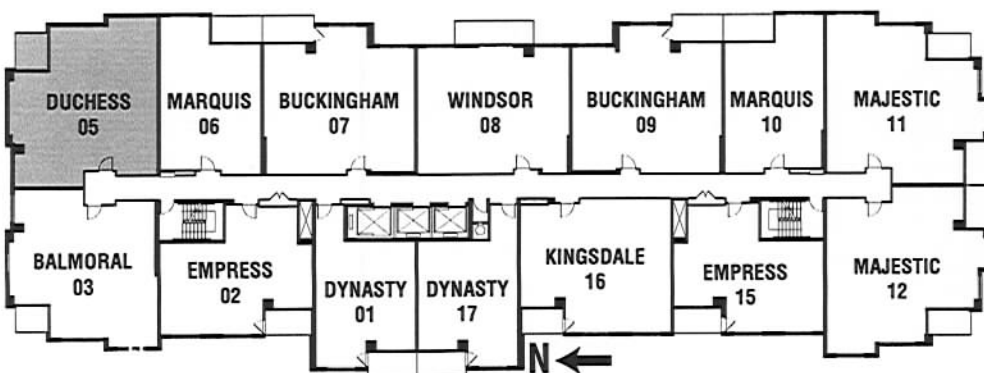 DUCHESS
05
MARQUIS
06
BUCKINGHAM
07
WINDSOR
08
BUCKINGHAM
09
MARQUIS
10
MAJESTIC
11
BALMORAL
03
EMPRESS
02
DYNASTY
01
DYNASTY
17
KINGSDALE
16
EMPRESS
15
MAJESTIC
12
N